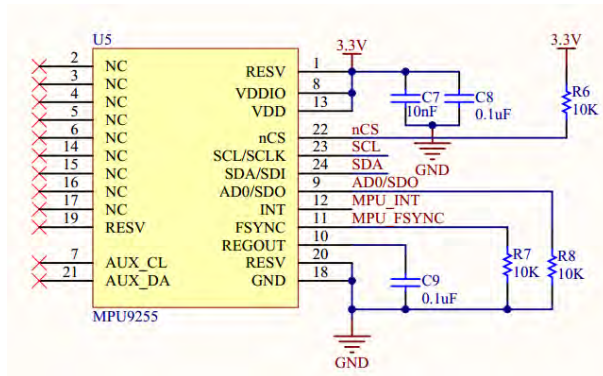 U5
2 NC
3 NC
4 NC
5 NC
6 NC
14 NC
15 NC
16 NC
17 NC
19 RESV
7 AUX_CL
21 AUX_DA
RESV 1
VDDIO 8
VDD 13
nCS 22 nCS
SCL/SCLK 23 SCL
SDA/SDI 24 SDA
AD0/SDO 9 AD0/SDO
INT 12 MPU_INT
FSYNC 11 MPU_FSYNC
REGOUT 10
RESV 20
GND 18
MPU9255
3.3V
C7
10nF
C8
0.1uF
GND
3.3V
R6
10K
R7
10K
R8
10K
C9
0.1uF
GND